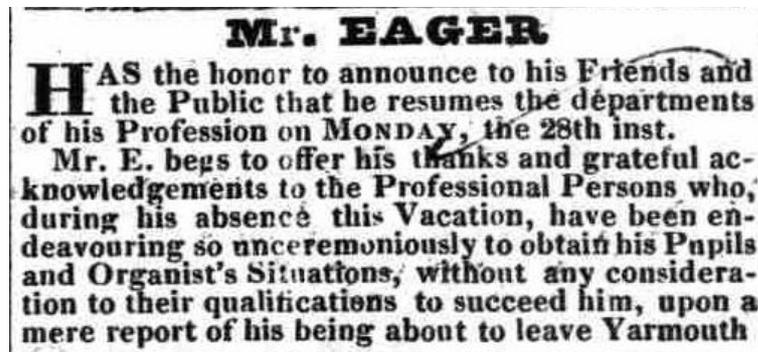 Mr. EAGER
HAS the honor to announce to his Friends and
the Public that he resumes the départments
of his Profession on MONDAY, the 28th inst.
Mr. E. begs to offer his thanks and grateful ac-
knowledgements to the Professional Persons who,
during his absence this Vacation, have been en-
deavouring so unceremoniously to obtain his Pupils
and Organist's Situations, without any considera-
tion to their qualifications to succeed him, upon a
mere report of his being about to leave Yarmouth